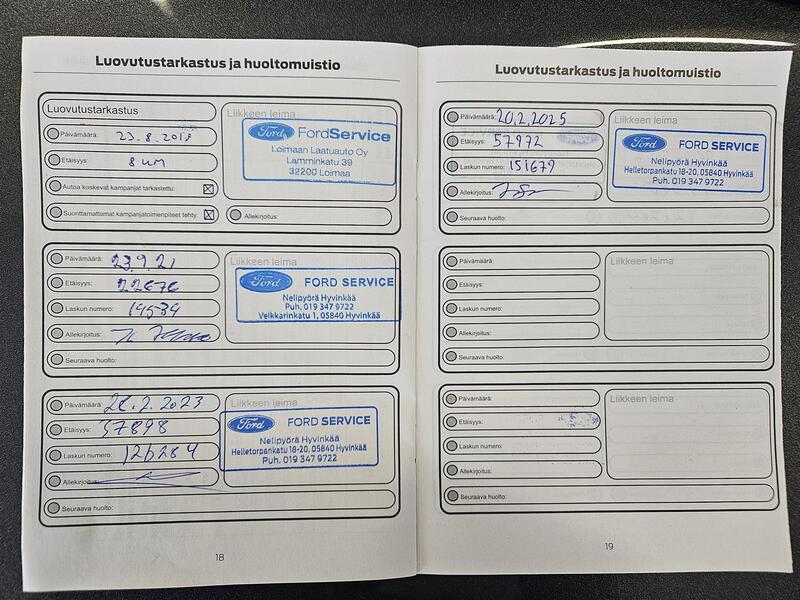 Luovutustarkastus ja huoltomuistio
Luovutustarkastus
Päivämäärä: 23.8.2019
Etäisyys: 8 km
Autoa koskevat kampanjat tarkastettu:
Suorittamattomat kampanjatoimenpiteet tehty:
Liikkeen leima
Ford FordService
Loimaan Laatuauto Oy
Lamminkatu 39
32200 Loimaa
Allekirjoitus:
Päivämäärä: 23.9.21
Etäisyys: 22676
Laskun numero: 19534
Allekirjoitus:
Seuraava huolto:
Liikkeen leima
Ford FORD SERVICE
Nelipyörä Hyvinkää
Puh. 019 347 9722
Veikkarinkatu 1, 05840 Hyvinkää
Päivämäärä: 28.2.2023
Etäisyys: 37898
Laskun numero: 126284
Allekirjoitus:
Seuraava huolto:
Liikkeen leima
Ford FORD SERVICE
Nelipyörä Hyvinkää
Helletorpankatu 18-20, 05840 Hyvinkää
Puh. 019 347 9722
18
Luovutustarkastus ja huoltomuistio
Päivämäärä: 20.2.2025
Etäisyys: 57972
Laskun numero: 151679
Allekirjoitus:
Seuraava huolto:
Liikkeen leima
Ford FORD SERVICE
Nelipyörä Hyvinkää
Helletorpankatu 18-20, 05840 Hyvinkää
Puh. 019 347 9722
Päivämäärä:
Etäisyys:
Laskun numero:
Allekirjoitus:
Seuraava huolto:
Liikkeen leima
Päivämäärä:
Etäisyys:
Laskun numero:
Allekirjoitus:
Seuraava huolto:
Liikkeen leima
19